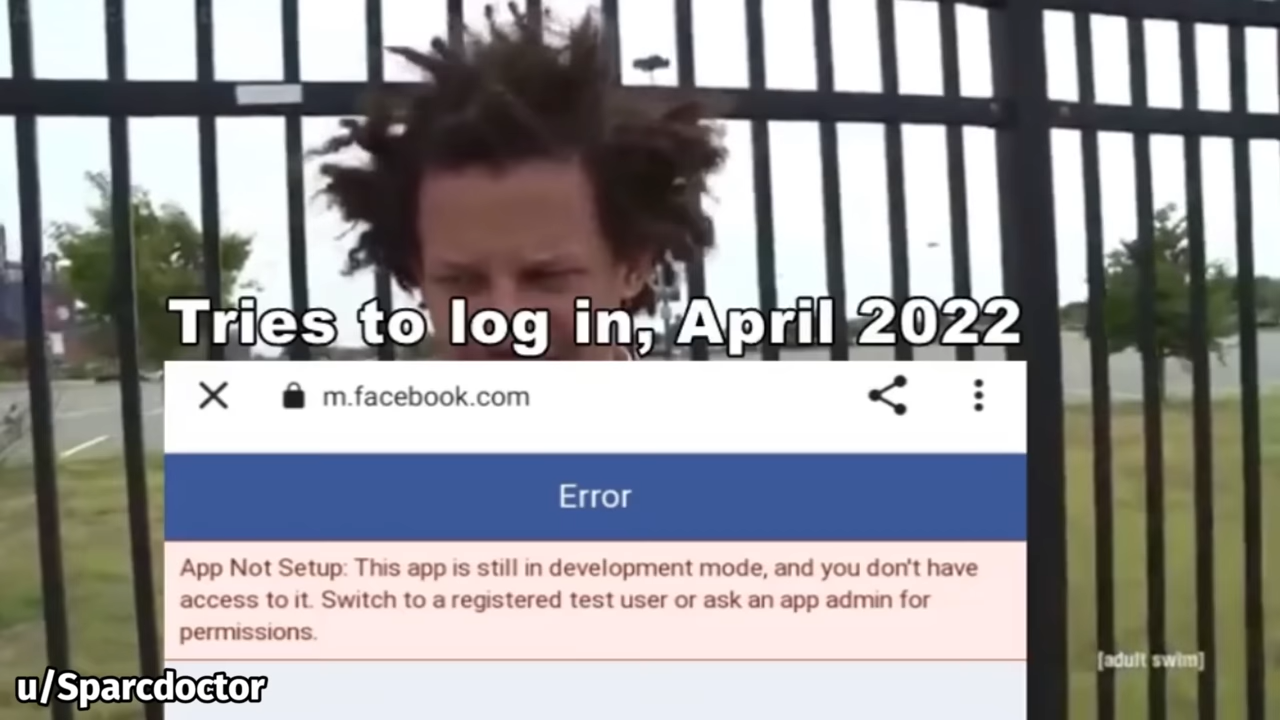 Tries to log in, April 2022
m.facebook.com
Error
App Not Setup: This app is still in development mode, and you don't have
access to it. Switch to a registered test user or ask an app admin for
permissions.
[adult swim]
u/Sparcdoctor